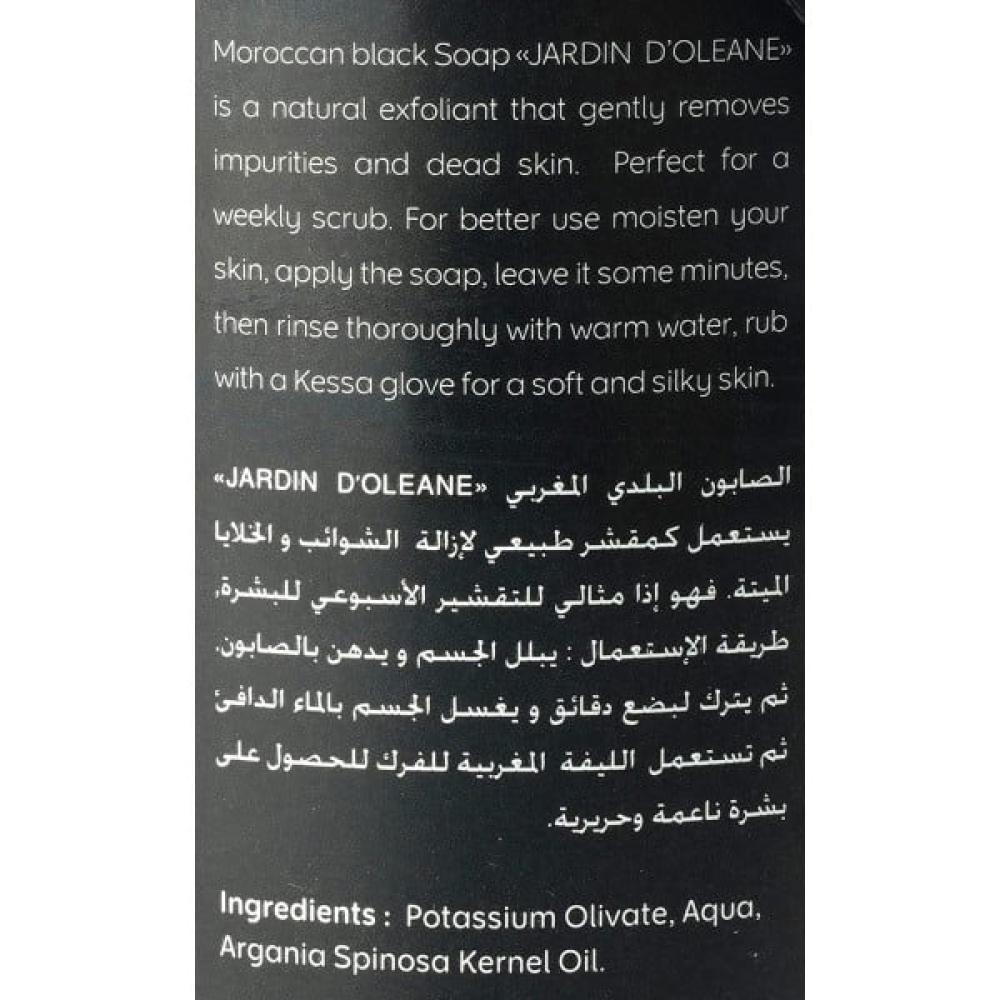 Moroccan black Soap «JARDIN D'OLEANE»
is a natural exfoliant that gently removes
impurities and dead skin. Perfect for a
weekly scrub. For better use moisten your
skin, apply the soap, leave it some minutes,
then rinse thoroughly with warm water, rub
with a Kessa glove for a soft and silky skin.
الصابون البلدي المغربي «JARDIN D'OLEANE»
يستعمل كمقشر طبيعي لإزالة الشوائب و الخلايا
الميتة. فهو إذا مثالي للتقشير الأسبوعي للبشرة,
طريقة الإستعمال : يبلل الجسم و يدهن بالصابون.
ثم يترك لبضع دقائق و يغسل الجسم بالماء الدافئ
ثم تستعمل الليفة المغربية للفرك للحصول على
بشرة ناعمة وحريرية.
Ingredients : Potassium Olivate, Aqua,
Argania Spinosa Kernel Oil.